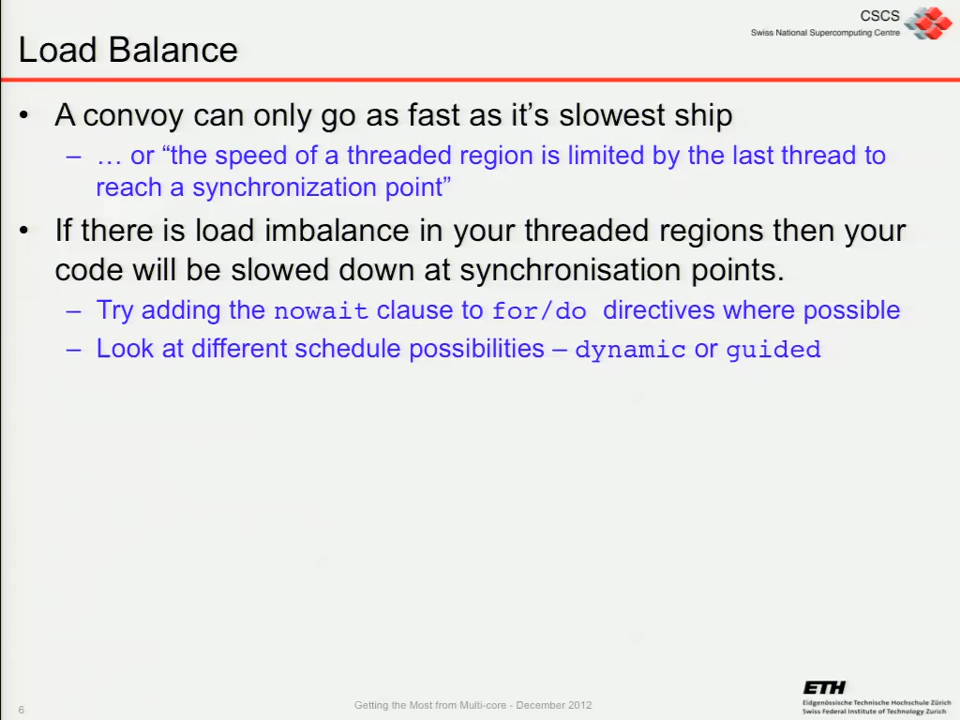 CSCS
Swiss National Supercomputing Centre
Load Balance
• A convoy can only go as fast as it’s slowest ship
– … or “the speed of a threaded region is limited by the last thread to
reach a synchronization point”
• If there is load imbalance in your threaded regions then your
code will be slowed down at synchronisation points.
– Try adding the nowait clause to for/do directives where possible
– Look at different schedule possibilities – dynamic or guided
6
Getting the Most from Multi-core - December 2012
ETH
Eidgenössische Technische Hochschule Zürich
Swiss Federal Institute of Technology Zurich